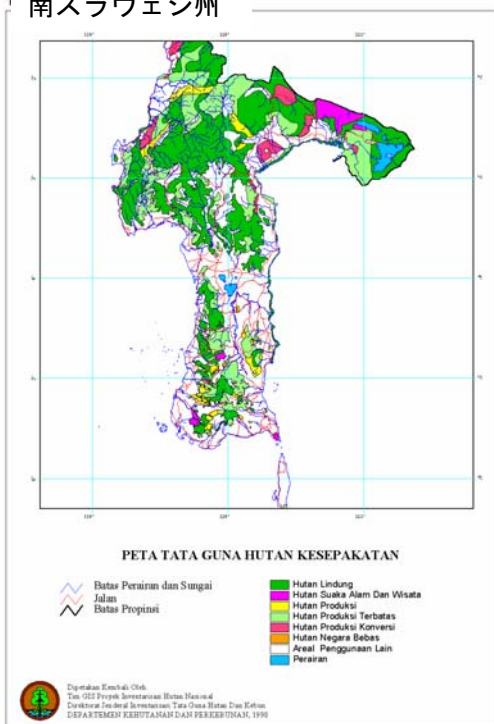 南スラウェシ州
119°
120°
121°
PETA TATA GUNA HUTAN KESEPAKATAN
Batas Perairan dan Sungai
Jalan
Batas Propinsi
Hutan Lindung
Hutan Suaka Alam Dan Wisata
Hutan Produksi
Hutan Produksi Terbatas
Hutan Produksi Konversi
Hutan Negara Bebas
Areal Penggunaan Lain
Perairan
Dipetakan Kembali Oleh
Tim GIS Proyek Inventarisasi Hutan Nasional
Direktorat Jenderal Inventarisasi Tata Guna Hutan Dan Kebun
DEPARTEMEN KEHUTANAN DAN PERKEBUNAN, 1998